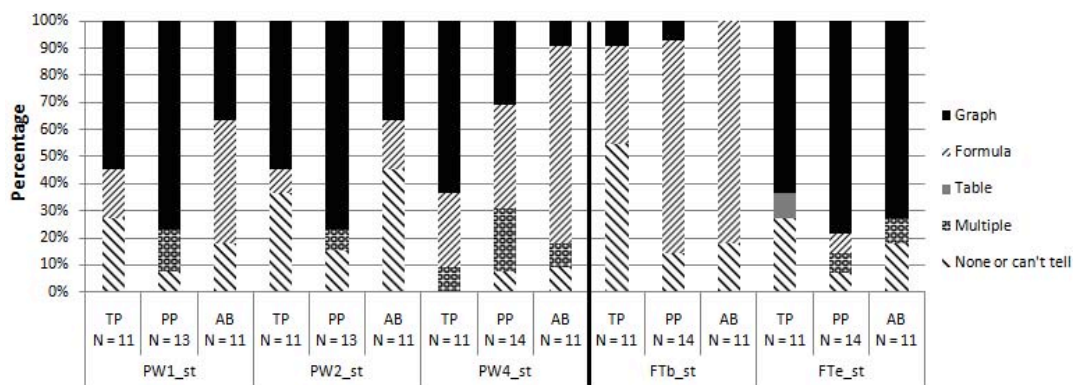 100%
90%
80%
70%
60%
50%
40%
30%
20%
10%
0%
Percentage
Graph
Formula
Table
Multiple
None or can't tell
TP PP AB TP PP AB TP PP AB TP PP AB TP PP AB
N = 11 N = 13 N = 11 N = 11 N = 13 N = 11 N = 11 N = 14 N = 11 N = 11 N = 14 N = 11 N = 11 N = 14 N = 11
PW1_st PW2_st PW4_st FTb_st FTe_st